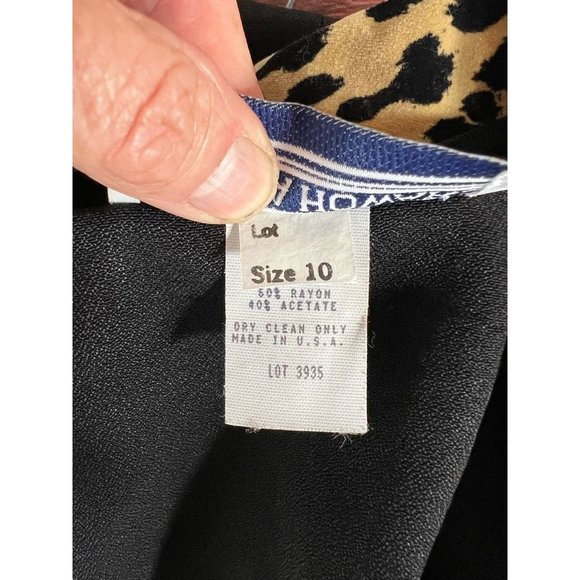 Lot
Size 10
60% RAYON
40% ACETATE
DRY CLEAN ONLY
MADE IN U.S.A.
LOT 3935